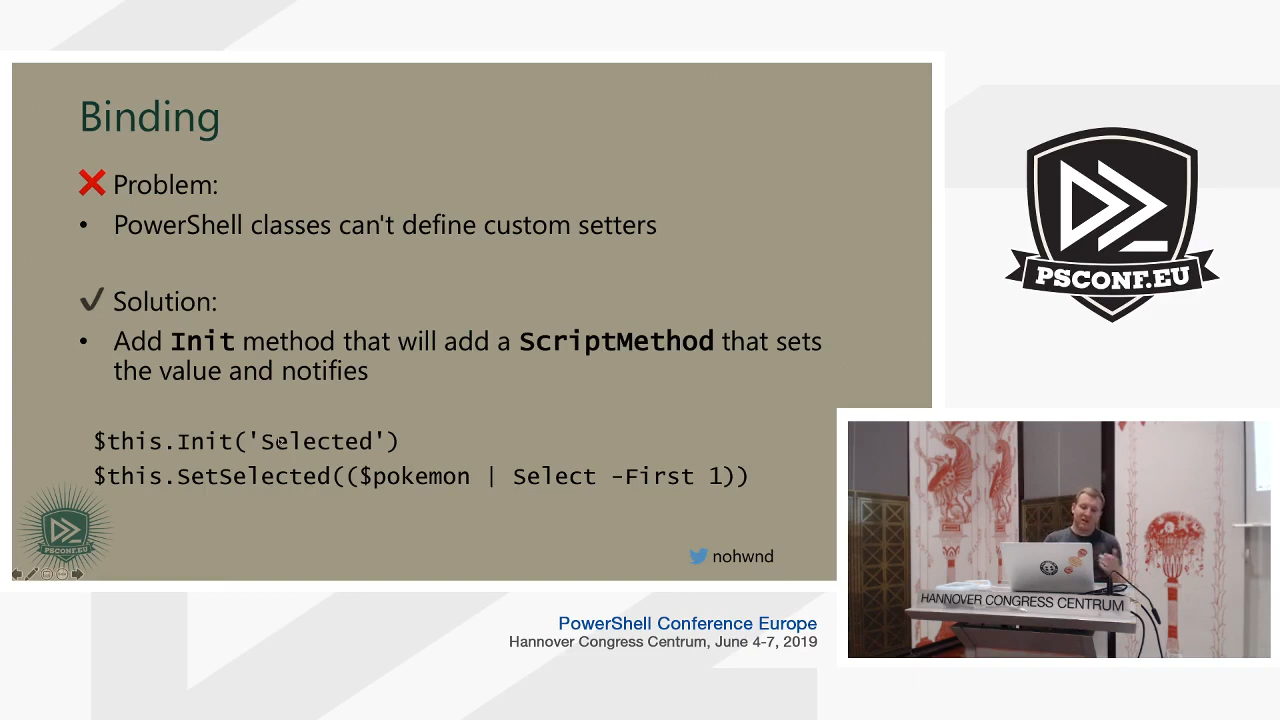 Binding
Problem:
• PowerShell classes can't define custom setters
Solution:
• Add Init method that will add a ScriptMethod that sets
the value and notifies
$this.Init('Selected')
$this.SetSelected(($pokemon | Select -First 1))
PSCONF.EU
nohwnd
PSCONF.EU
HANNOVER CONGRESS CENTRUM
PowerShell Conference Europe
Hannover Congress Centrum, June 4-7, 2019